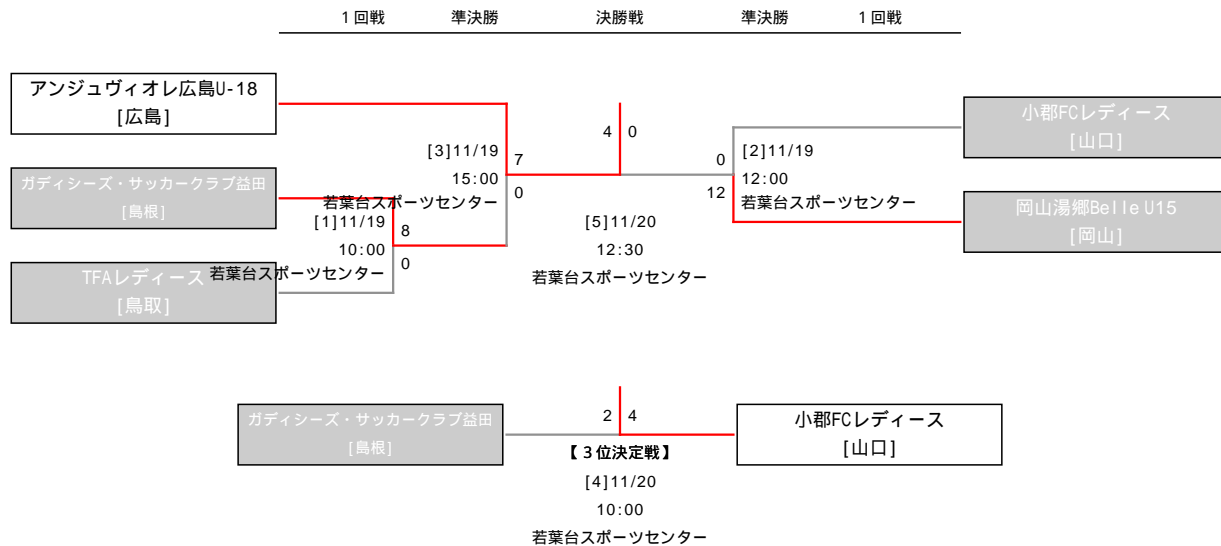 １回戦 準決勝 決勝戦 準決勝 １回戦
アンジュヴィオレ広島U-18
[広島]
ガディシーズ・サッカークラブ益田
[島根]
TFAレディース
[鳥取]
[1]11/19
10:00
若葉台スポーツセンター
8
0
[3]11/19
15:00
若葉台スポーツセンター
7
0
4 0
[5]11/20
12:30
若葉台スポーツセンター
0
12
[2]11/19
12:00
若葉台スポーツセンター
小郡FCレディース
[山口]
岡山湯郷Belle U15
[岡山]
ガディシーズ・サッカークラブ益田
[島根]
2 4
【３位決定戦】
[4]11/20
10:00
若葉台スポーツセンター
小郡FCレディース
[山口]